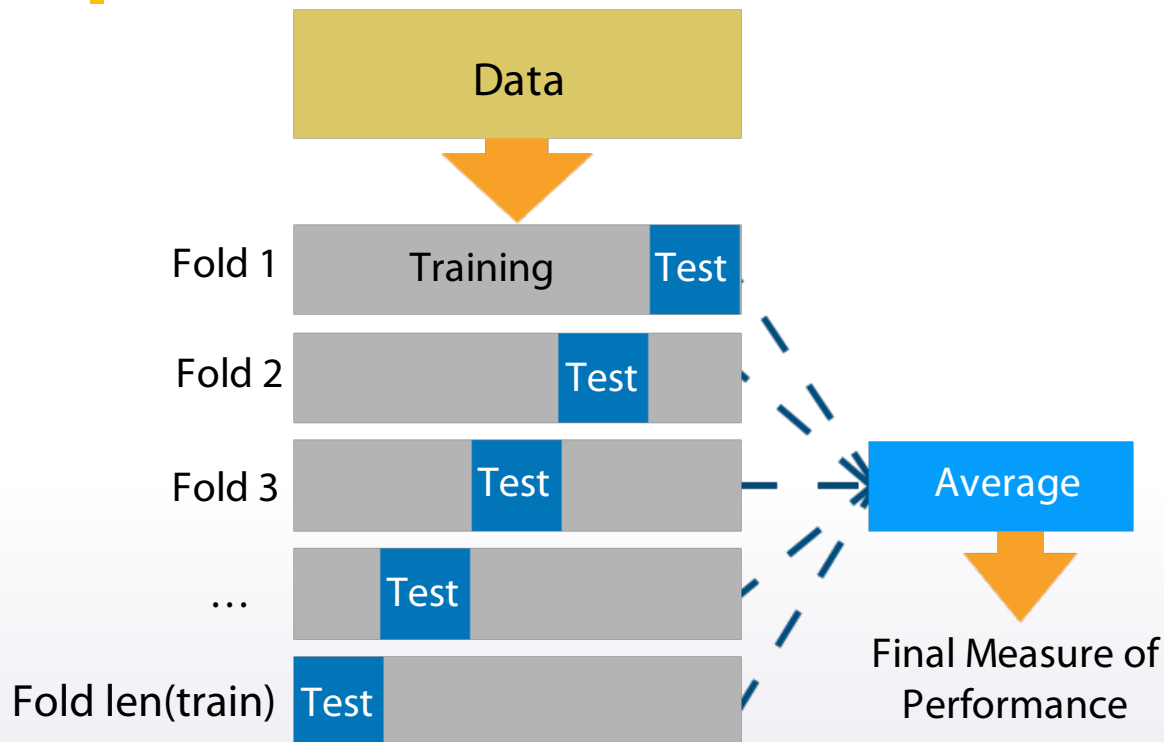 Data
Fold 1
Training
Test
Fold 2
Test
Fold 3
Test
Average
...
Test
Final Measure of
Performance
Fold len(train)
Test